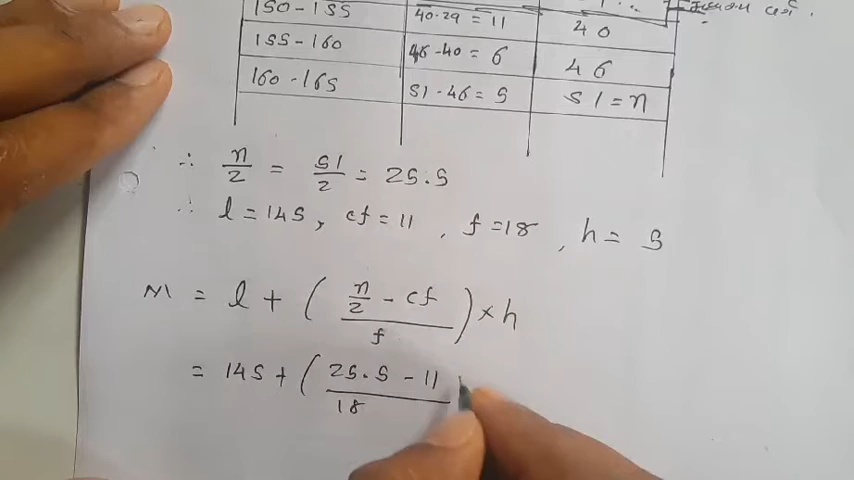 150-155 40-29 = 11 40
155-160 46-40 = 6 46
160-165 51-46 = 5 51 = n
∴ n/2 = 51/2 = 25.5
∴ l = 145, cf = 11, f = 18, h = 5
M = l + ( (n/2 - cf) / f ) × h
= 145 + ( 25.5 - 11 / 18